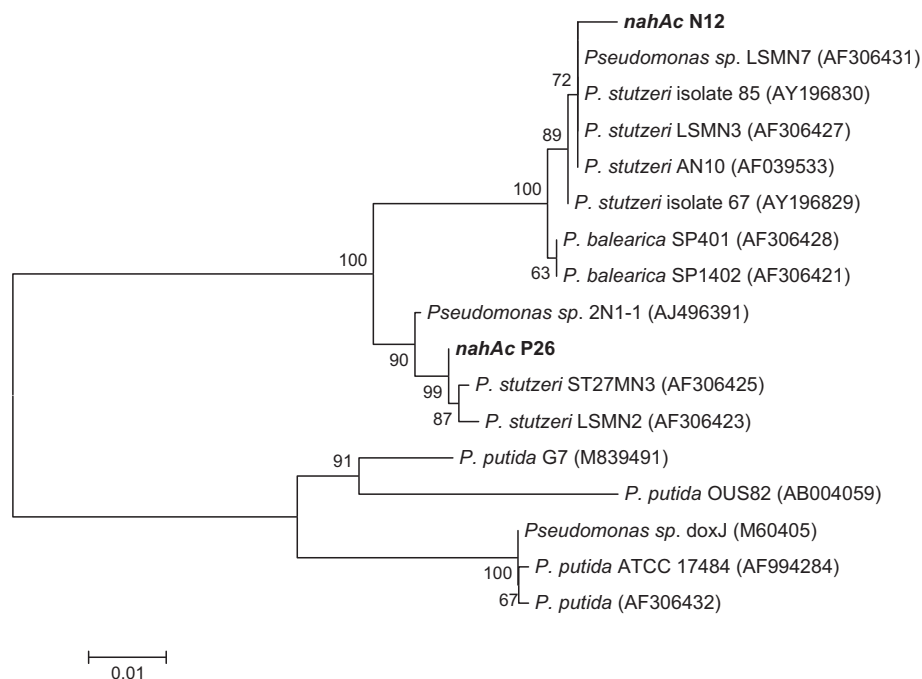 nahAc N12
Pseudomonas sp. LSMN7 (AF306431)
72
P. stutzeri isolate 85 (AY196830)
P. stutzeri LSMN3 (AF306427)
89
P. stutzeri AN10 (AF039533)
100
P. stutzeri isolate 67 (AY196829)
P. balearica SP401 (AF306428)
100
63
P. balearica SP1402 (AF306421)
Pseudomonas sp. 2N1-1 (AJ496391)
nahAc P26
90
99
P. stutzeri ST27MN3 (AF306425)
87
P. stutzeri LSMN2 (AF306423)
91
P. putida G7 (M839491)
P. putida OUS82 (AB004059)
Pseudomonas sp. doxJ (M60405)
100
P. putida ATCC 17484 (AF994284)
67
P. putida (AF306432)
0.01